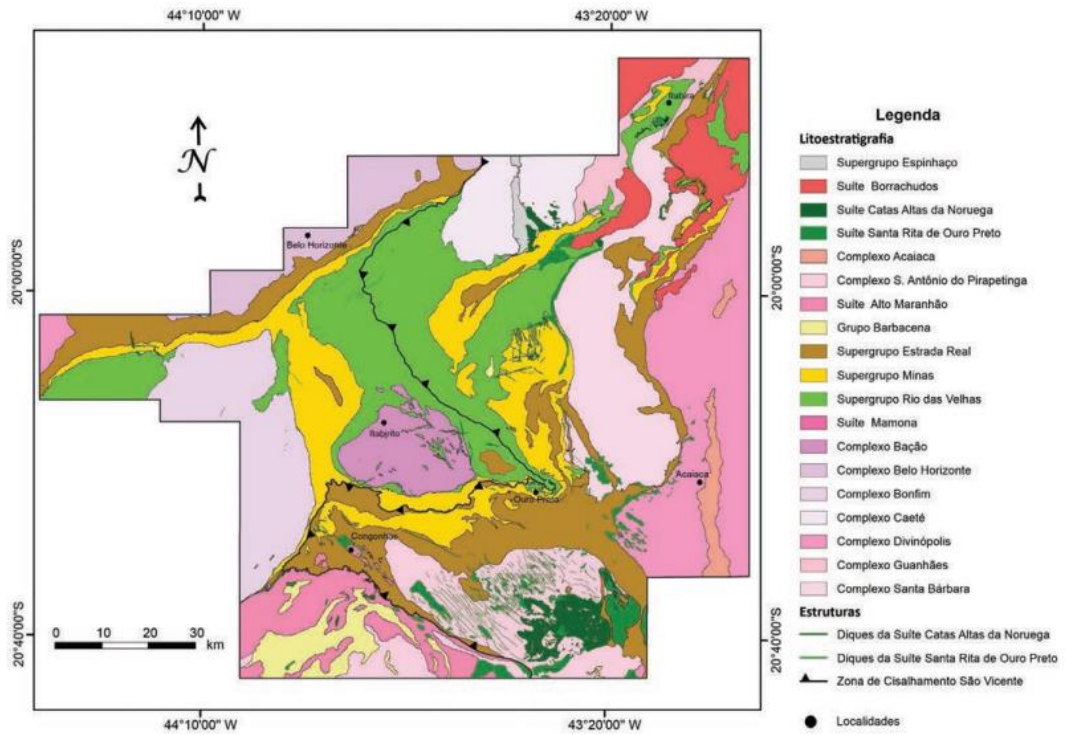 44°10'00" W
43°20'00" W
N
20°00'00"S
20°40'00"S
20°00'00"S
20°40'00"S
Itabira
Belo Horizonte
Itabirito
Ouro Preto
Acaiaca
Congonhas
0 10 20 30
km
44°10'00" W
43°20'00" W
Legenda
Litoestratigrafia
Supergrupo Espinhaço
Suíte Borrachudos
Suíte Catas Altas da Noruega
Suíte Santa Rita de Ouro Preto
Complexo Acaiaca
Complexo S. Antônio do Pirapetinga
Suíte Alto Maranhão
Grupo Barbacena
Supergrupo Estrada Real
Supergrupo Minas
Supergrupo Rio das Velhas
Suíte Mamona
Complexo Bação
Complexo Belo Horizonte
Complexo Bonfim
Complexo Caeté
Complexo Divinópolis
Complexo Guanhães
Complexo Santa Bárbara
Estruturas
Diques da Suíte Catas Altas da Noruega
Diques da Suíte Santa Rita de Ouro Preto
Zona de Cisalhamento São Vicente
Localidades